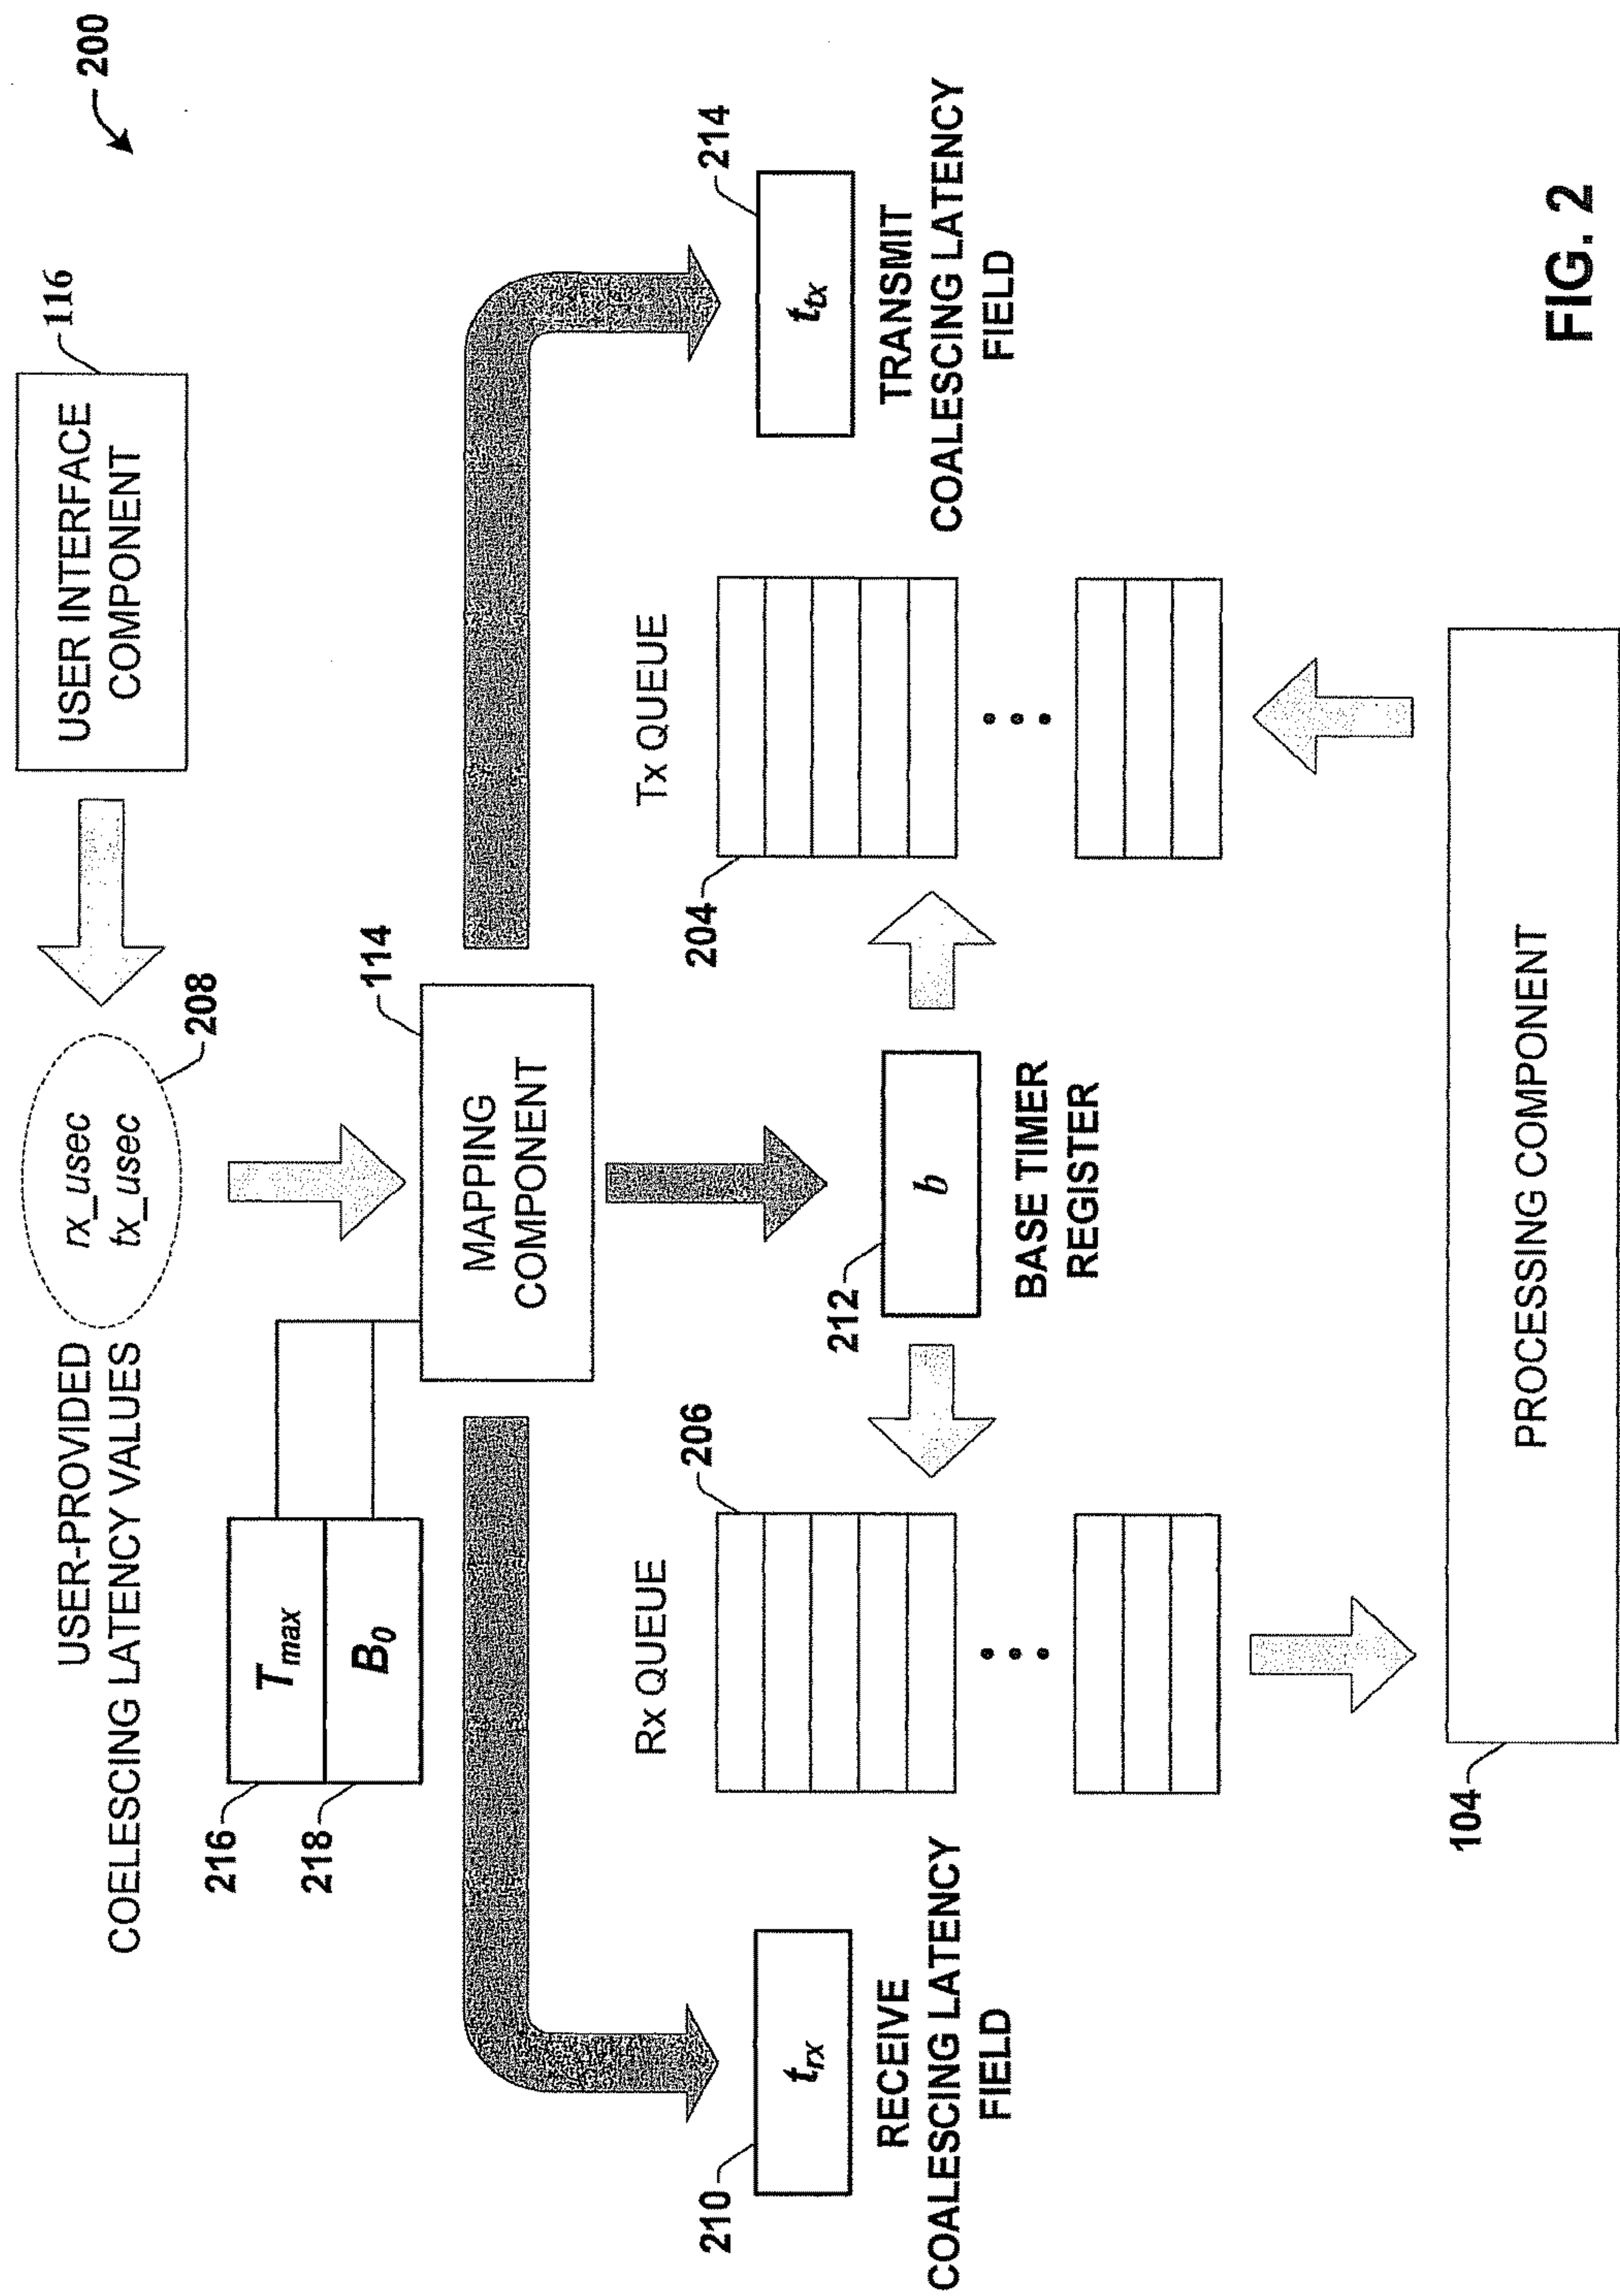 200
USER-PROVIDED
COELESCING LATENCY VALUES
rx_usec
tx_usec
208
USER INTERFACE
COMPONENT
116
216
T_max
218
B_0
MAPPING
COMPONENT
114
210
t_rx
RECEIVE
COALESCING LATENCY
FIELD
Rx QUEUE
206
212
b
BASE TIMER
REGISTER
Tx QUEUE
204
214
t_tx
TRANSMIT
COALESCING LATENCY
FIELD
104
PROCESSING COMPONENT
FIG. 2